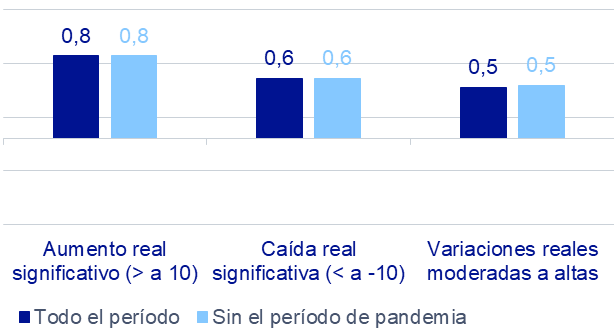 0,8 0,8
0,6 0,6
0,5 0,5
Aumento real
significativo (> a 10)
Caída real
significativa (< a -10)
Variaciones reales
moderadas a altas
Todo el período
Sin el período de pandemia